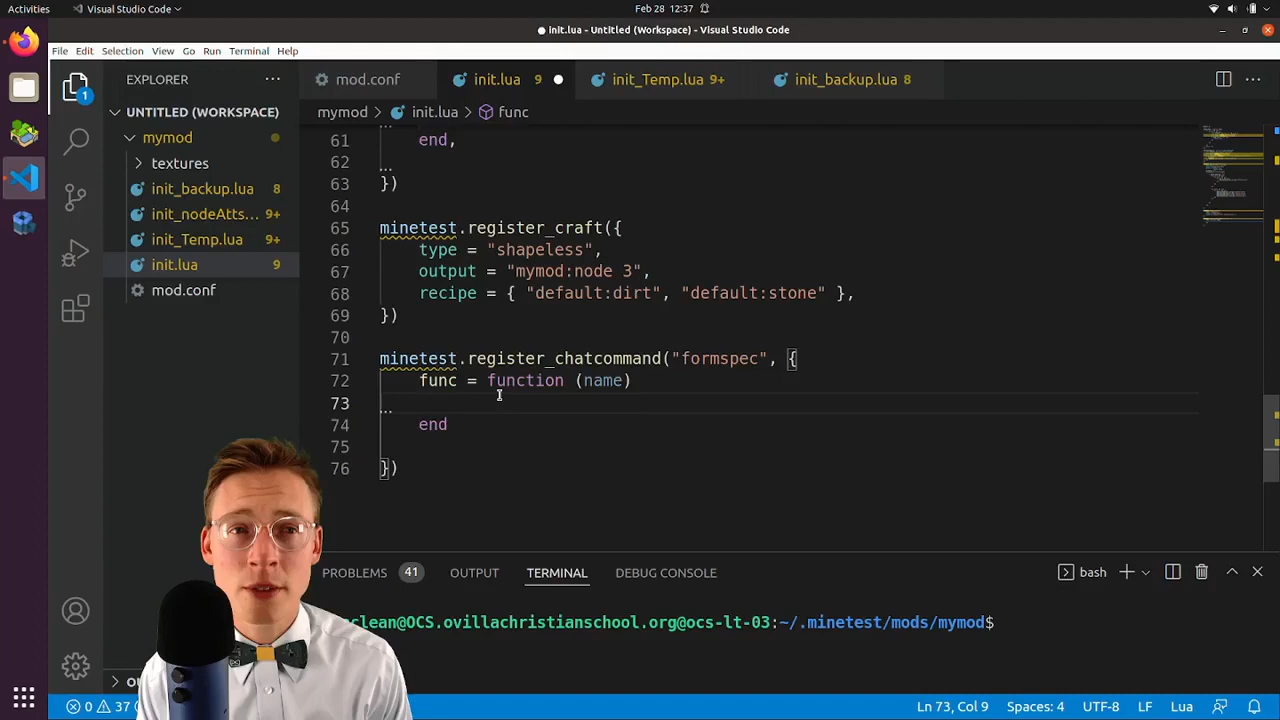 Activities
Visual Studio Code
Feb 28 12:37
init.lua - Untitled (Workspace) - Visual Studio Code
File Edit Selection View Go Run Terminal Help
EXPLORER
mod.conf
init.lua 9
init_Temp.lua 9+
init_backup.lua 8
1
UNTITLED (WORKSPACE)
mymod > init.lua > func
mymod
textures
init_backup.lua 8
init_nodeAtts... 9+
init_Temp.lua 9+
init.lua 9
mod.conf
61 end,
62
63 })
64
65 minetest.register_craft({
66 type = "shapeless",
67 output = "mymod:node 3",
68 recipe = { "default:dirt", "default:stone" },
69 })
70
71 minetest.register_chatcommand("formspec", {
72 func = function (name)
73
74 end
75
76 })
PROBLEMS 41 OUTPUT TERMINAL DEBUG CONSOLE
bash
clean@OCS.ovillachristianschool.org@ocs-lt-03:~/.minetest/mods/mymod$
0 37
Ln 73, Col 9 Spaces: 4 UTF-8 LF Lua